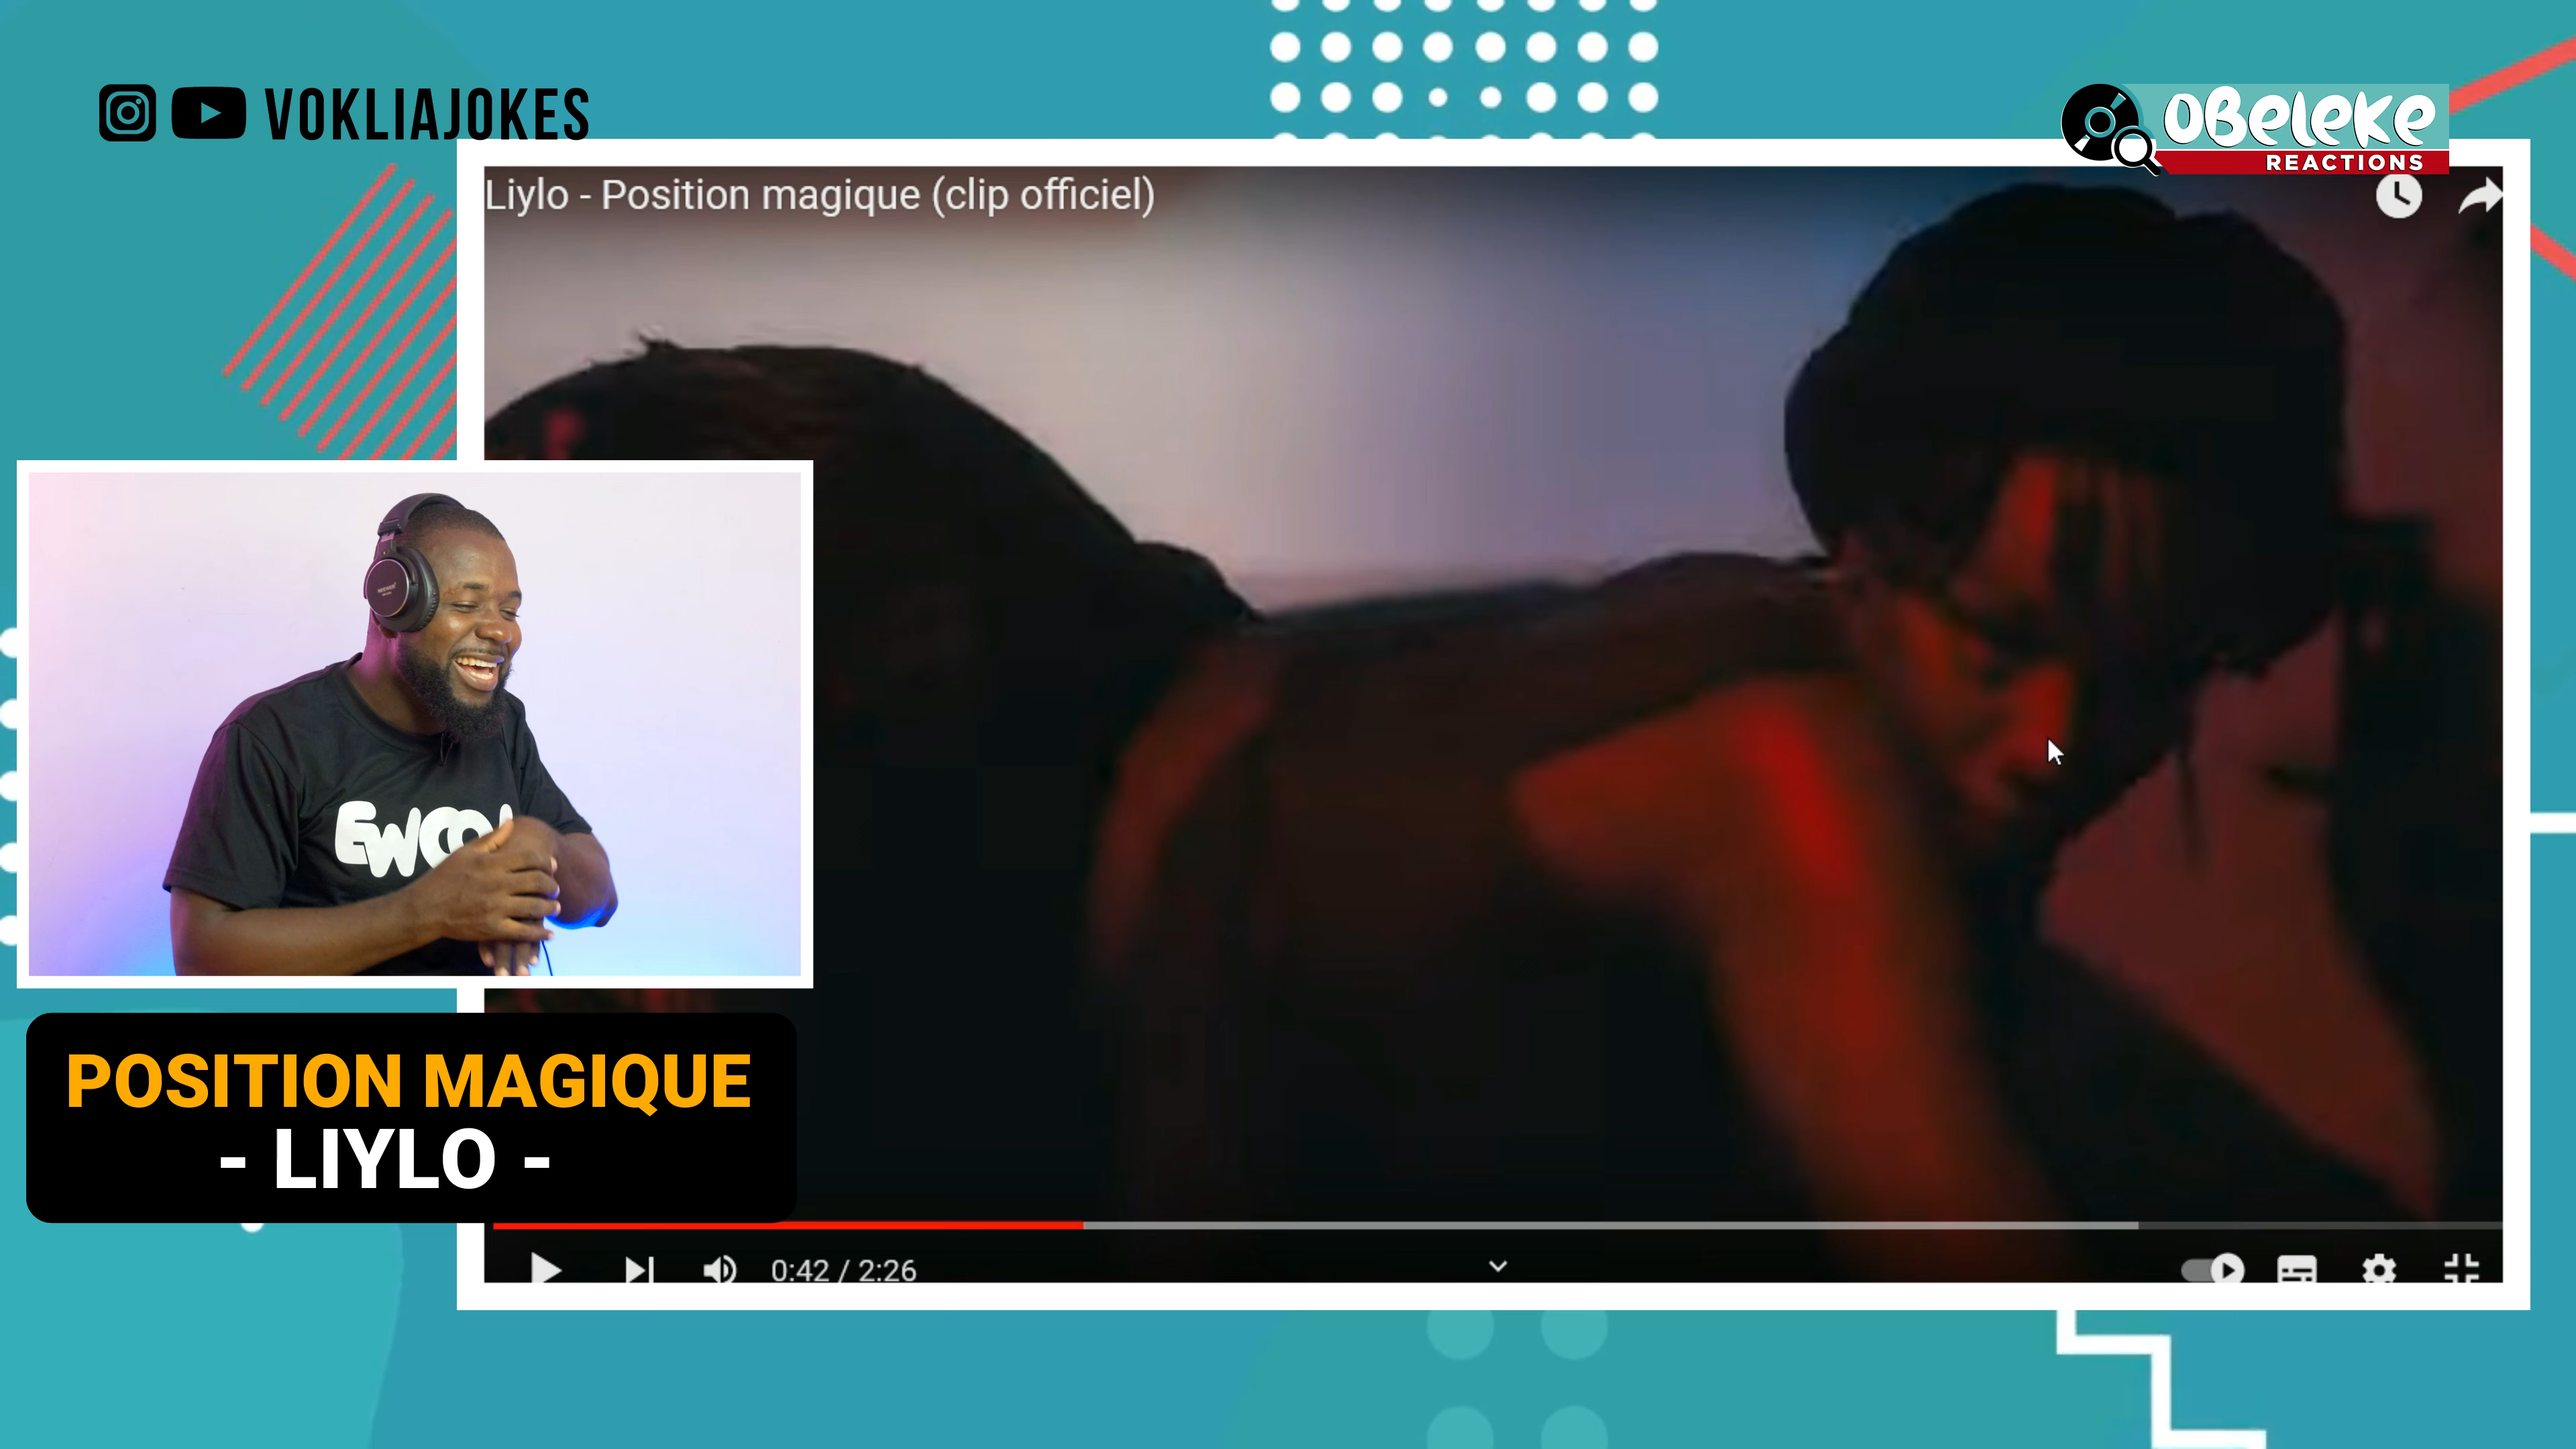 VOKLIAJOKES
OBELEKE
REACTIONS
Liylo - Position magique (clip officiel)
POSITION MAGIQUE
- LIYLO -
0:42 / 2:26